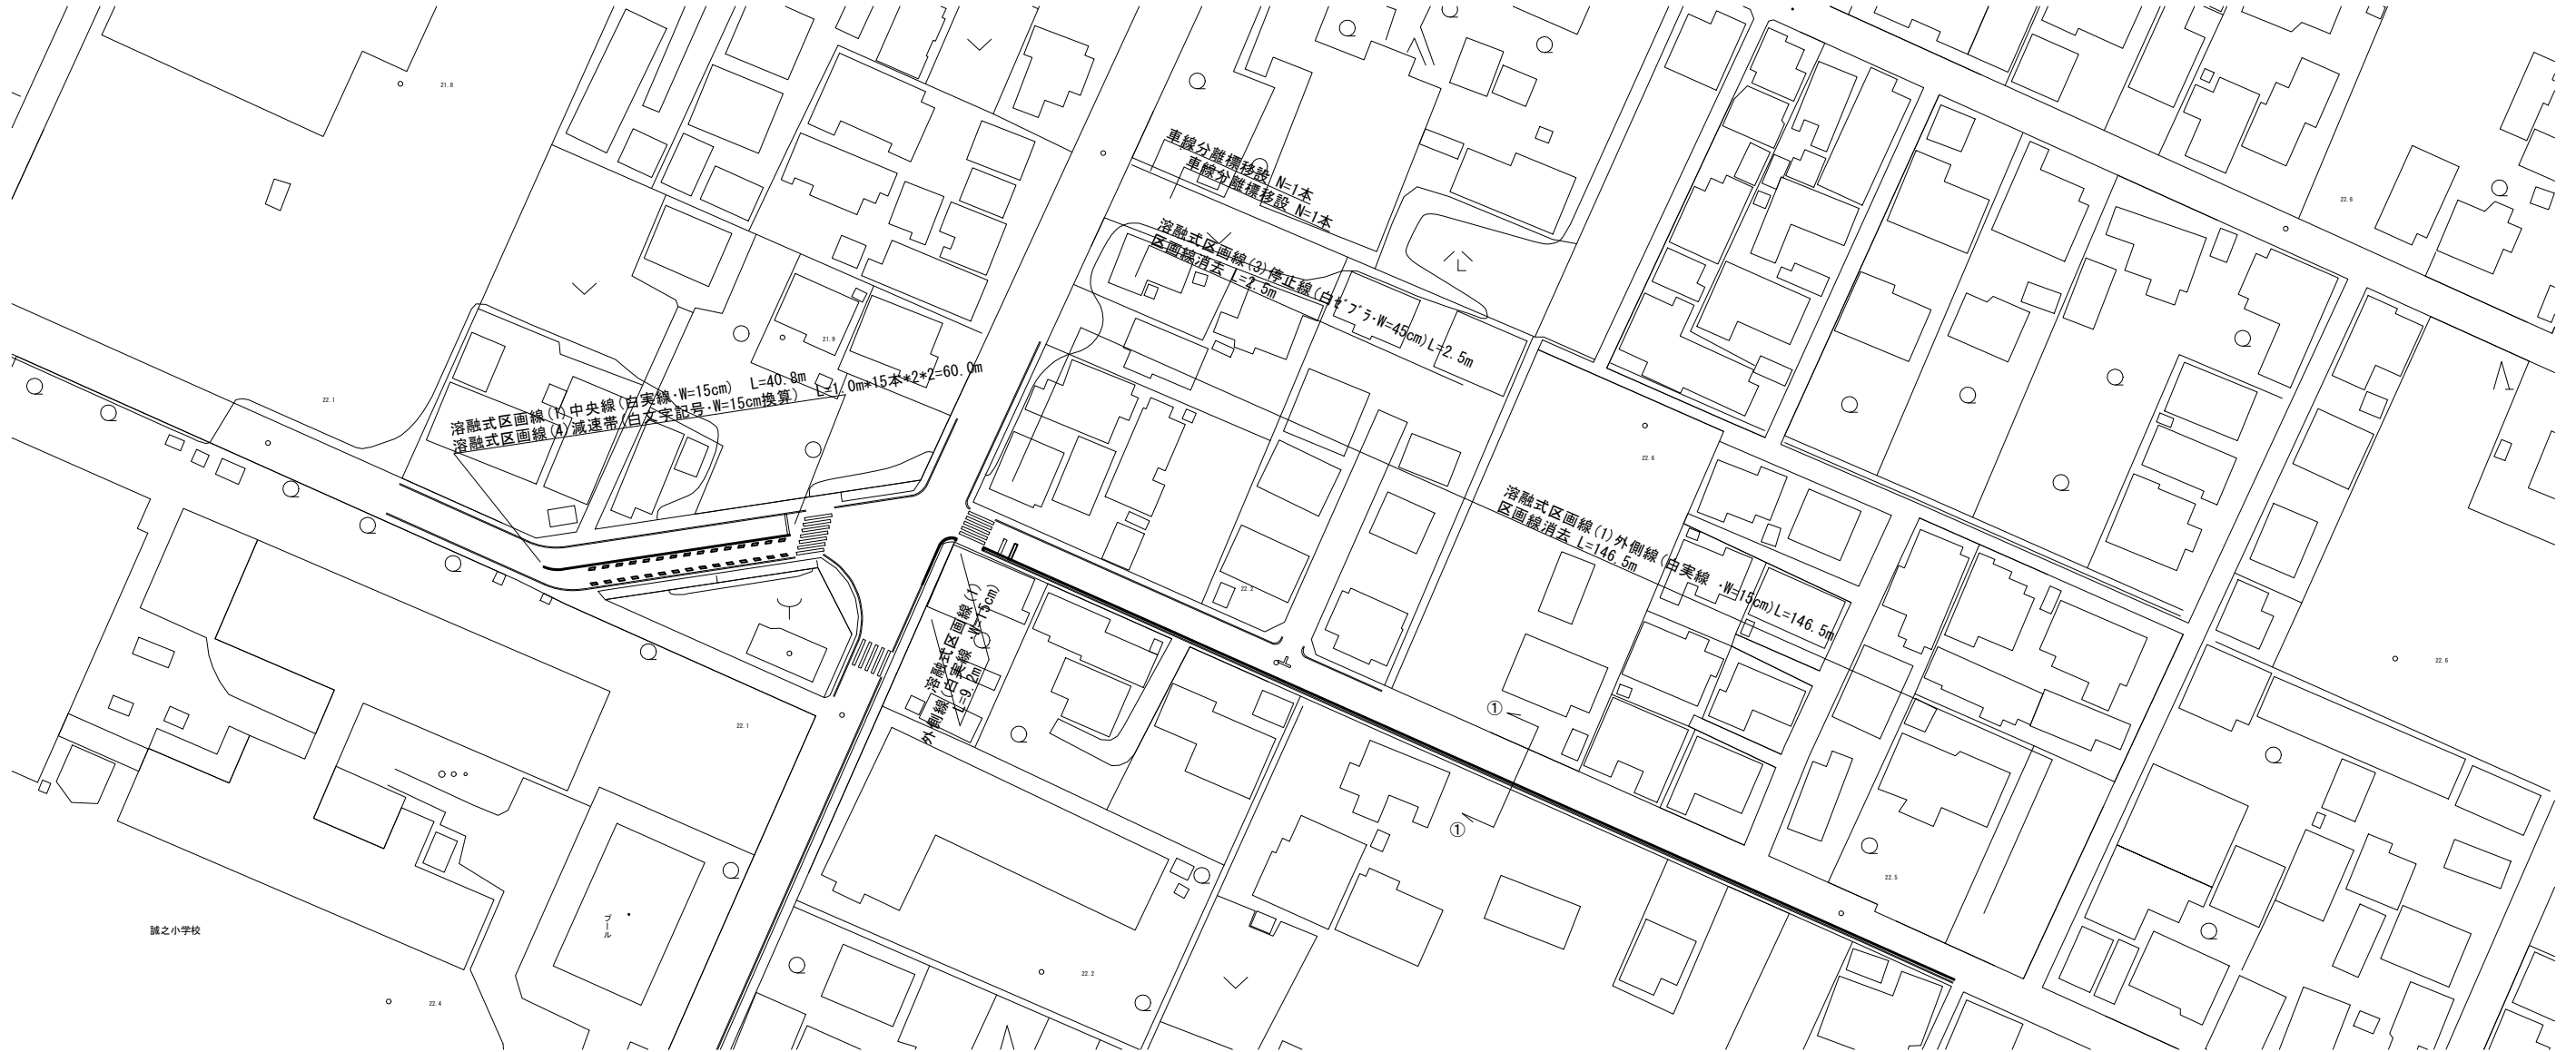 21.8
車線分離標移設 N=1本
車線分離標移設 N=1本
22.6
溶融式区画線(3)停止線(白ｾﾞﾌﾞﾗ・W=45cm)L=2.5m
区画線消去 L=2.5m
21.9
22.1
溶融式区画線(1)中央線(白実線・W=15cm) L=40.8m
溶融式区画線(4)減速帯(白文字記号・W=15cm換算) L=1.0m*15本*2*2=60.0m
22.6
溶融式区画線(1)外側線(白実線・W=15cm)L=146.5m
区画線消去 L=146.5m
22.2
溶融式区画線(1)
外側線(白実線・W=15cm)
L=9.2m
22.6
①
22.1
①
22.5
プール
誠之小学校
22.2
22.4